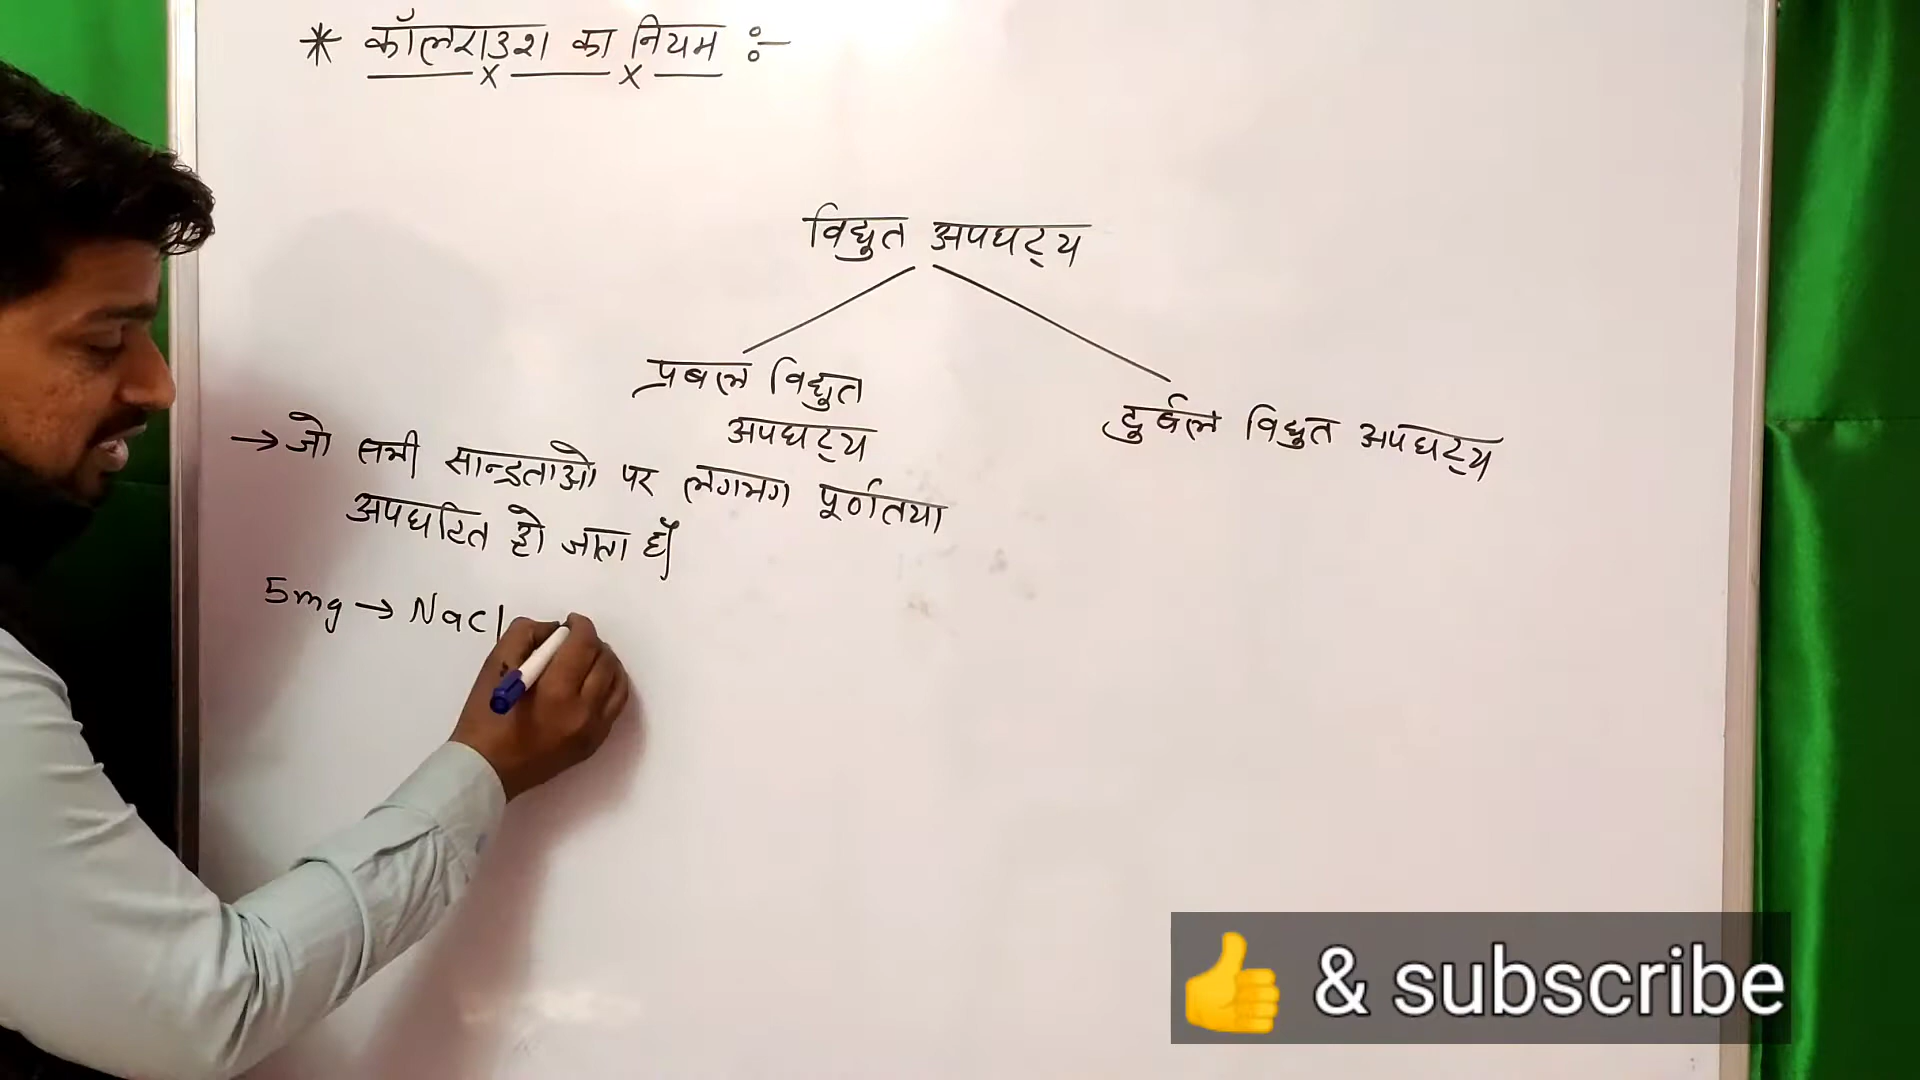 * कॉलराउश का नियम :-
विद्युत अपघट्य
प्रबल विद्युत
अपघट्य
दुर्बल विद्युत अपघट्य
→ जो सभी सान्द्रताओ पर लगभग पूर्णतया
अपघटित हो जाता हैं
5mg → NaCl
👍 & subscribe